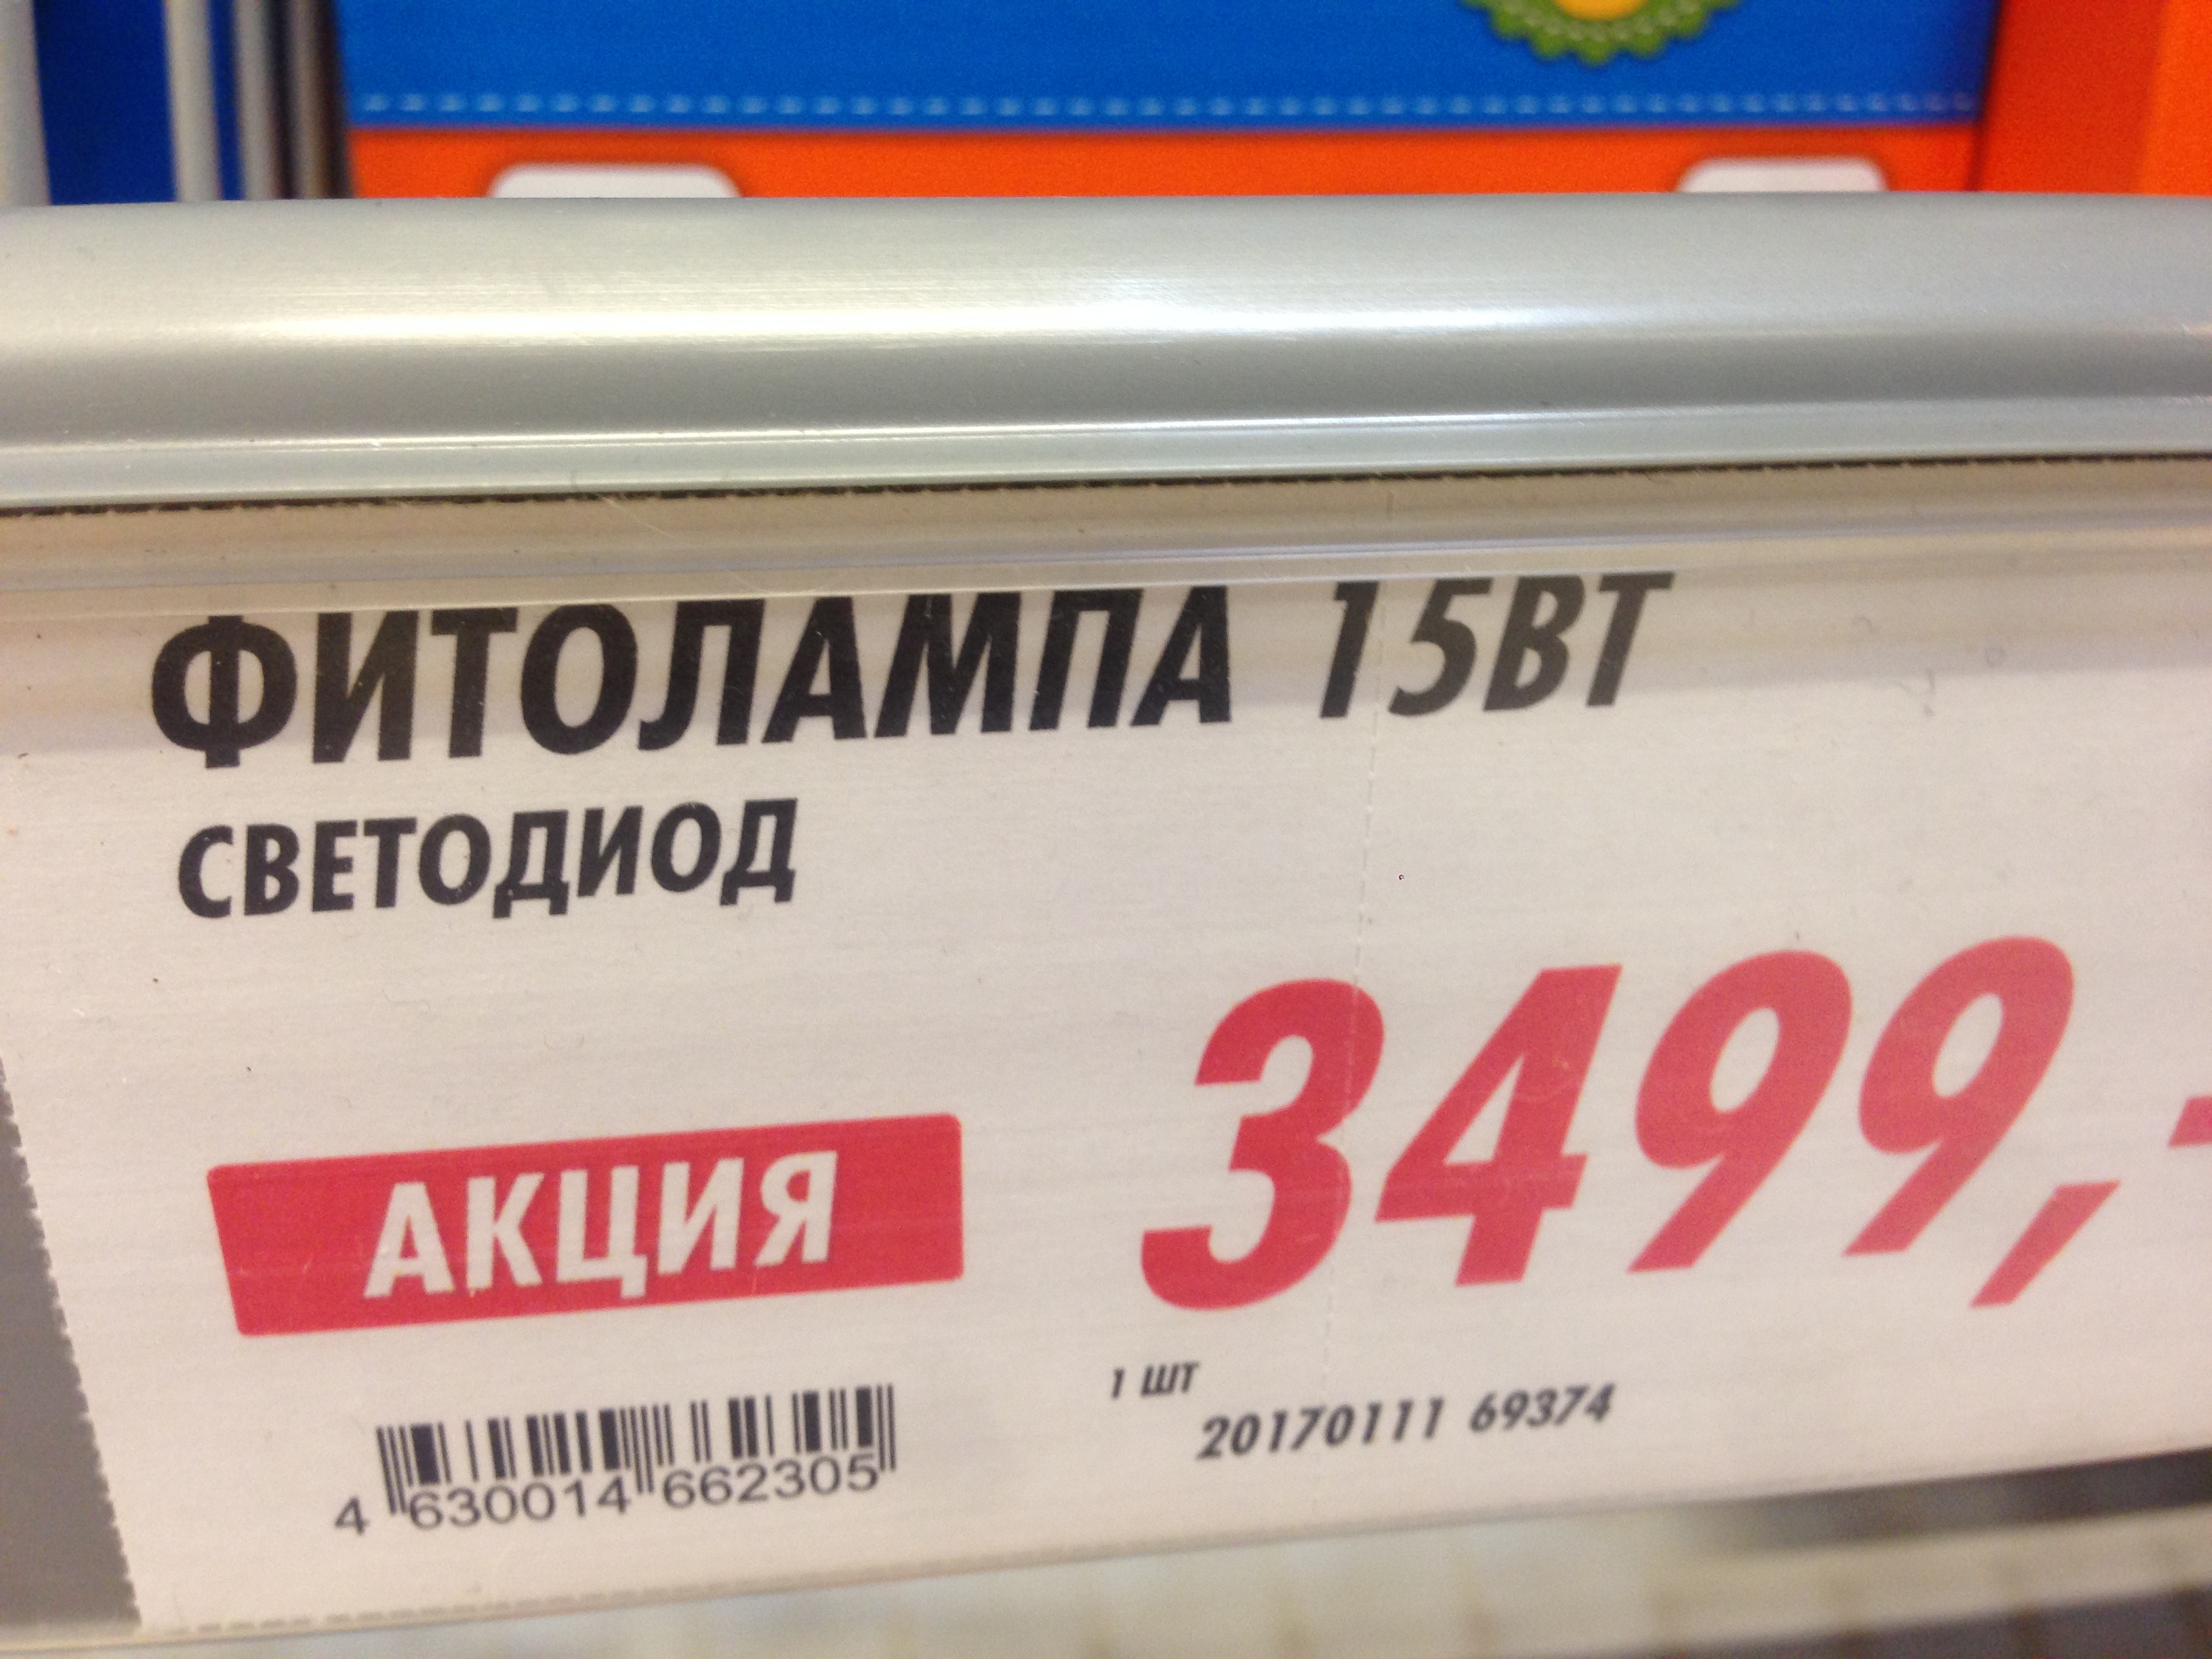 ФИТОЛАМПА 15ВТ
СВЕТОДИОД
3499,-
АКЦИЯ
1 ШТ
20170111 69374
4 630014 662305